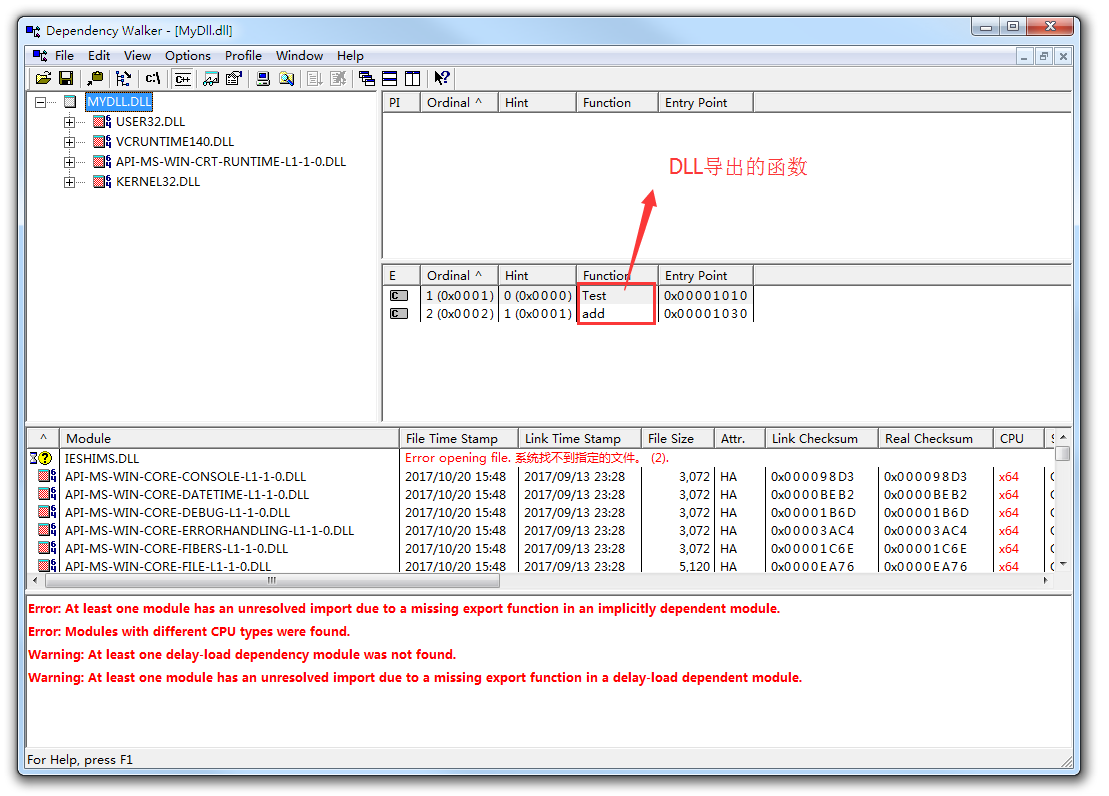 Dependency Walker - [MyDll.dll]
File Edit View Options Profile Window Help
C:\ C++
MYDLL.DLL
USER32.DLL
VCRUNTIME140.DLL
API-MS-WIN-CRT-RUNTIME-L1-1-0.DLL
KERNEL32.DLL
PI Ordinal ^ Hint Function Entry Point
DLL导出的函数
E Ordinal ^ Hint Function Entry Point
C 1 (0x0001) 0 (0x0000) Test 0x00001010
C 2 (0x0002) 1 (0x0001) add 0x00001030
^ Module File Time Stamp Link Time Stamp File Size Attr. Link Checksum Real Checksum CPU
IESHIMS.DLL Error opening file. 系统找不到指定的文件。 (2).
64 API-MS-WIN-CORE-CONSOLE-L1-1-0.DLL 2017/10/20 15:48 2017/09/13 23:28 3,072 HA 0x000098D3 0x000098D3 x64
64 API-MS-WIN-CORE-DATETIME-L1-1-0.DLL 2017/10/20 15:48 2017/09/13 23:28 3,072 HA 0x0000BEB2 0x0000BEB2 x64
64 API-MS-WIN-CORE-DEBUG-L1-1-0.DLL 2017/10/20 15:48 2017/09/13 23:28 3,072 HA 0x00001B6D 0x00001B6D x64
64 API-MS-WIN-CORE-ERRORHANDLING-L1-1-0.DLL 2017/10/20 15:48 2017/09/13 23:28 3,072 HA 0x00003AC4 0x00003AC4 x64
64 API-MS-WIN-CORE-FIBERS-L1-1-0.DLL 2017/10/20 15:48 2017/09/13 23:28 3,072 HA 0x00001C6E 0x00001C6E x64
64 API-MS-WIN-CORE-FILE-L1-1-0.DLL 2017/10/20 15:48 2017/09/13 23:28 5,120 HA 0x0000EA76 0x0000EA76 x64
Error: At least one module has an unresolved import due to a missing export function in an implicitly dependent module.
Error: Modules with different CPU types were found.
Warning: At least one delay-load dependency module was not found.
Warning: At least one module has an unresolved import due to a missing export function in a delay-load dependent module.
For Help, press F1